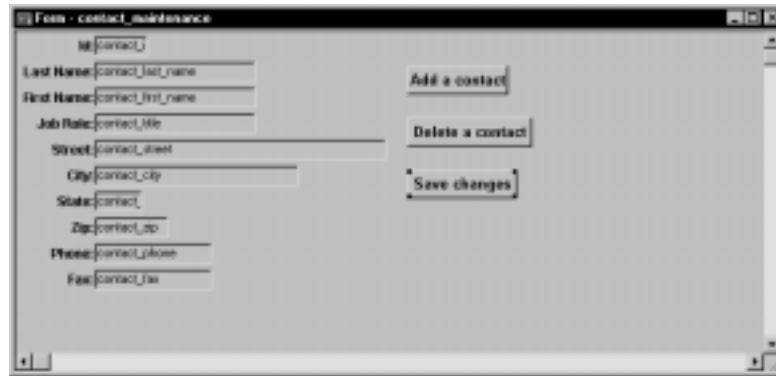 Form - contact_maintenance
Id: contact_i
Last Name: contact_last_name
First Name: contact_first_name
Job Role: contact_title
Street: contact_street
City: contact_city
State: contact_
Zip: contact_zip
Phone: contact_phone
Fax: contact_fax
Add a contact
Delete a contact
Save changes